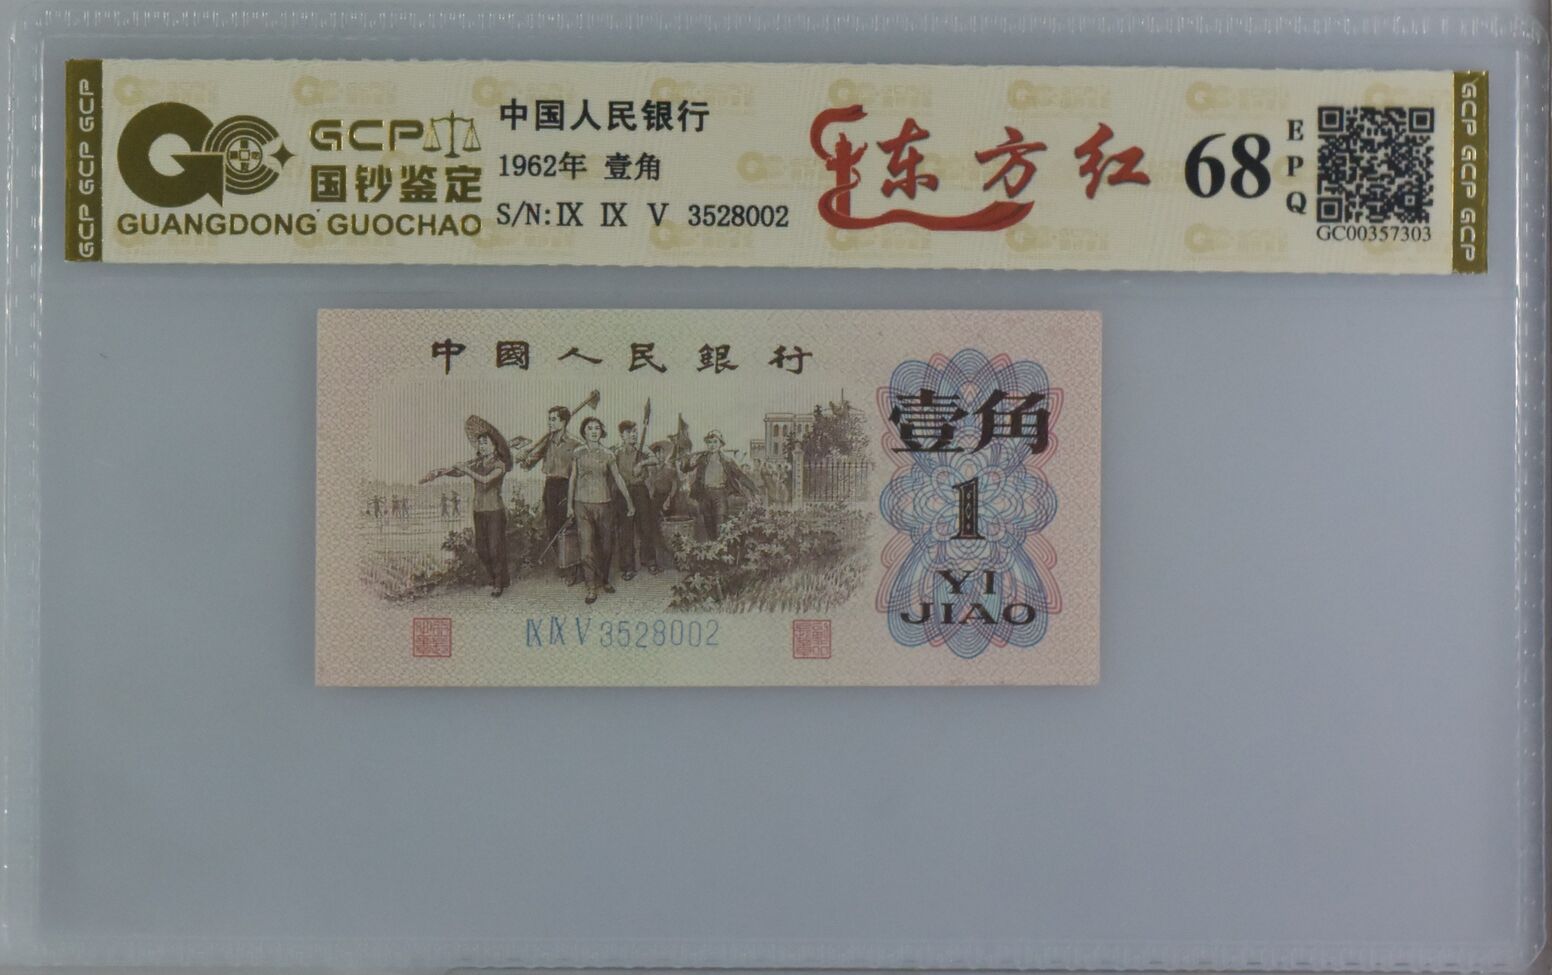 GCP GCP GCP
GCP
国钞鉴定
GUANGDONG GUOCHAO
中国人民银行
1962年 壹角
S/N: IX IX V 3528002
东方红
68
EPQ
GC00357303
GCP GCP GCP
中國人民銀行
壹角
1
YI
JIAO
IX IX V 3528002